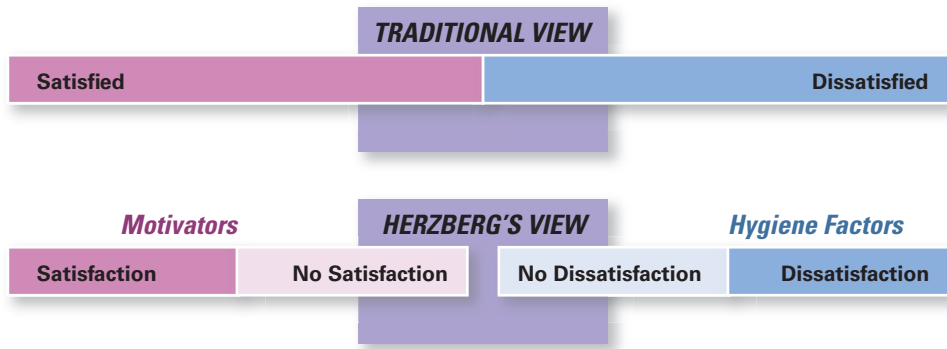 TRADITIONAL VIEW
Satisfied Dissatisfied
Motivators HERZBERG'S VIEW Hygiene Factors
Satisfaction No Satisfaction No Dissatisfaction Dissatisfaction